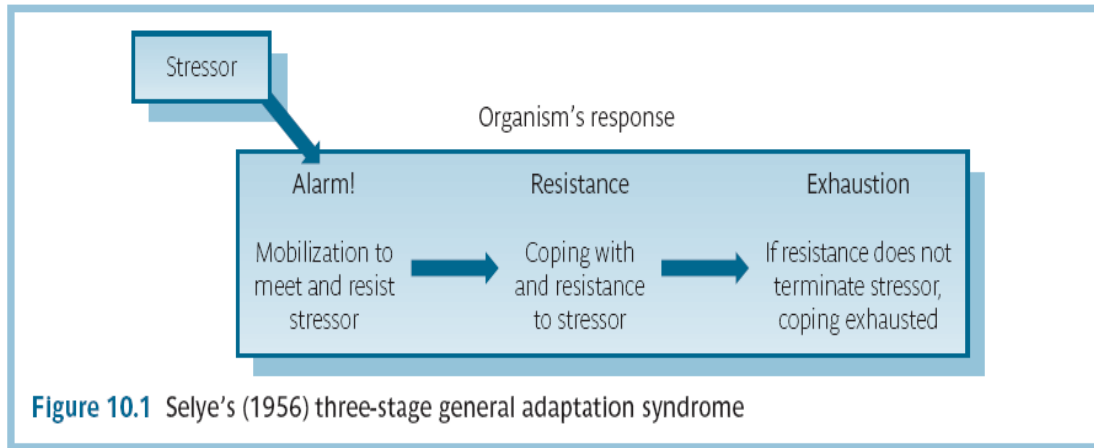 Stressor
Organism's response
Alarm!
Mobilization to
meet and resist
stressor
Resistance
Coping with
and resistance
to stressor
Exhaustion
If resistance does not
terminate stressor,
coping exhausted
Figure 10.1 Selye's (1956) three-stage general adaptation syndrome